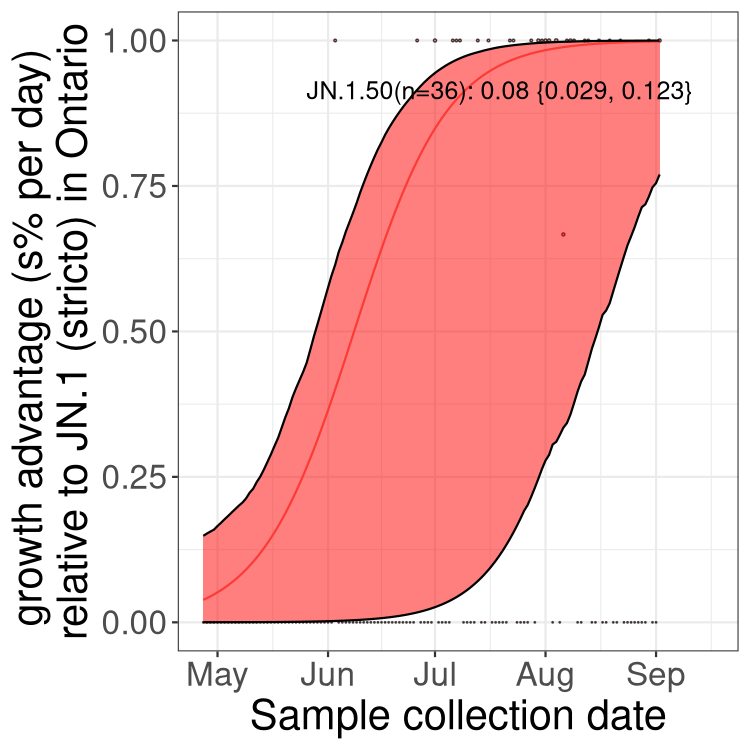 growth advantage (s% per day)
relative to JN.1 (stricto) in Ontario
1.00
0.75
0.50
0.25
0.00
JN.1.50(n=36): 0.08 {0.029, 0.123}
May Jun Jul Aug Sep
Sample collection date